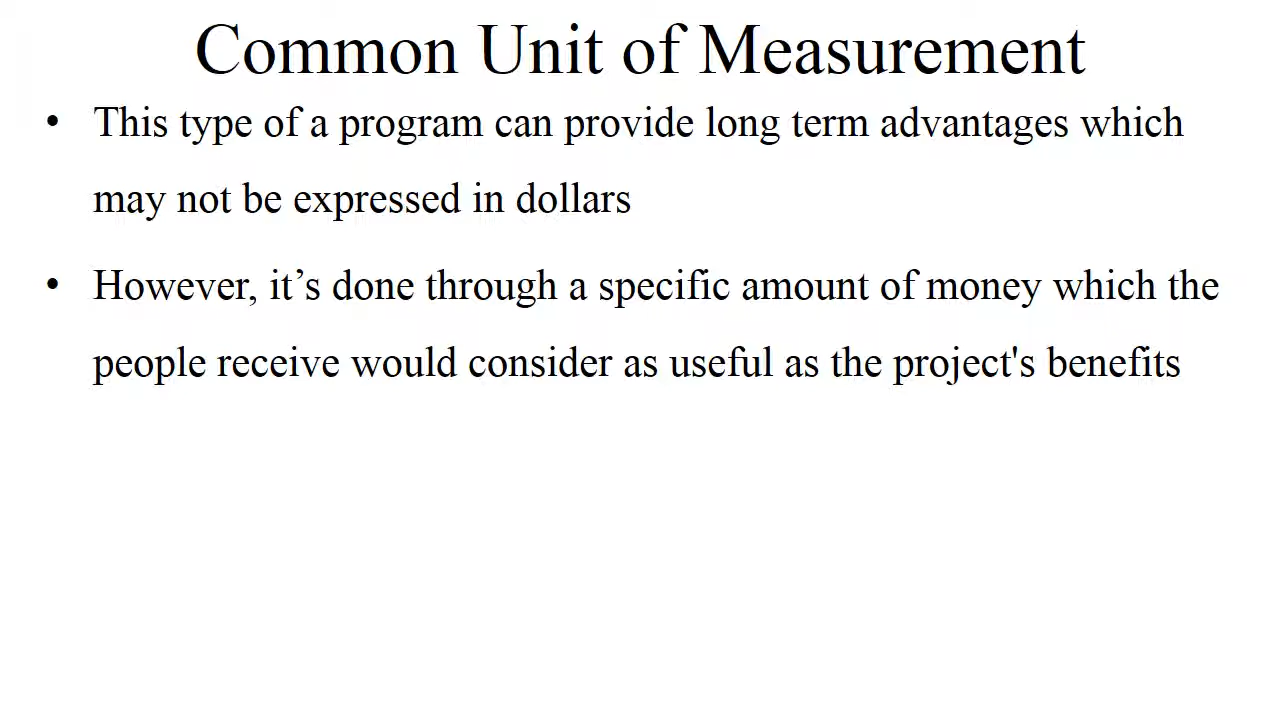 Common Unit of Measurement
• This type of a program can provide long term advantages which
may not be expressed in dollars
• However, it’s done through a specific amount of money which the
people receive would consider as useful as the project's benefits